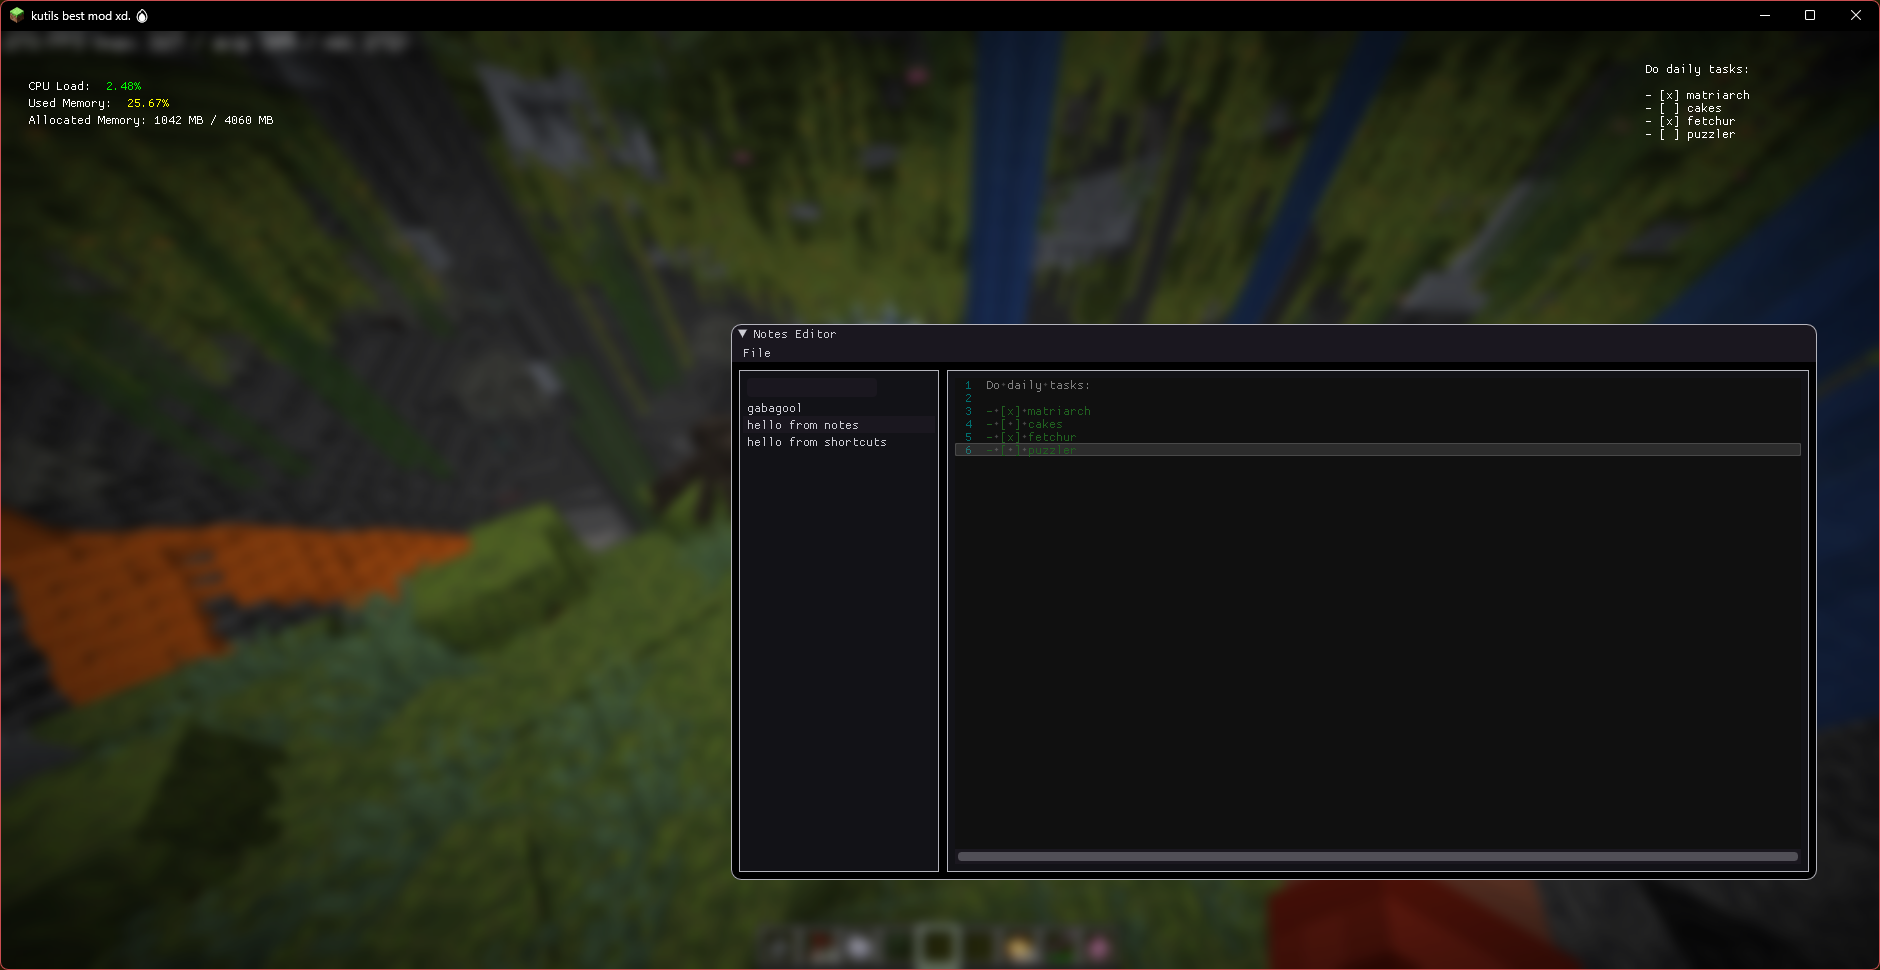 kutils best mod xd.
CPU Load: 2.48%
Used Memory: 25.67%
Allocated Memory: 1042 MB / 4060 MB
Do daily tasks:
- [x] matriarch
- [ ] cakes
- [x] fetchur
- [ ] puzzler
▼ Notes Editor
File
gabagool
hello from notes
hello from shortcuts
1 Do·daily·tasks:
2
3 -·[x]·matriarch
4 -·[·]·cakes
5 -·[x]·fetchur
6 -·[·]·puzzler